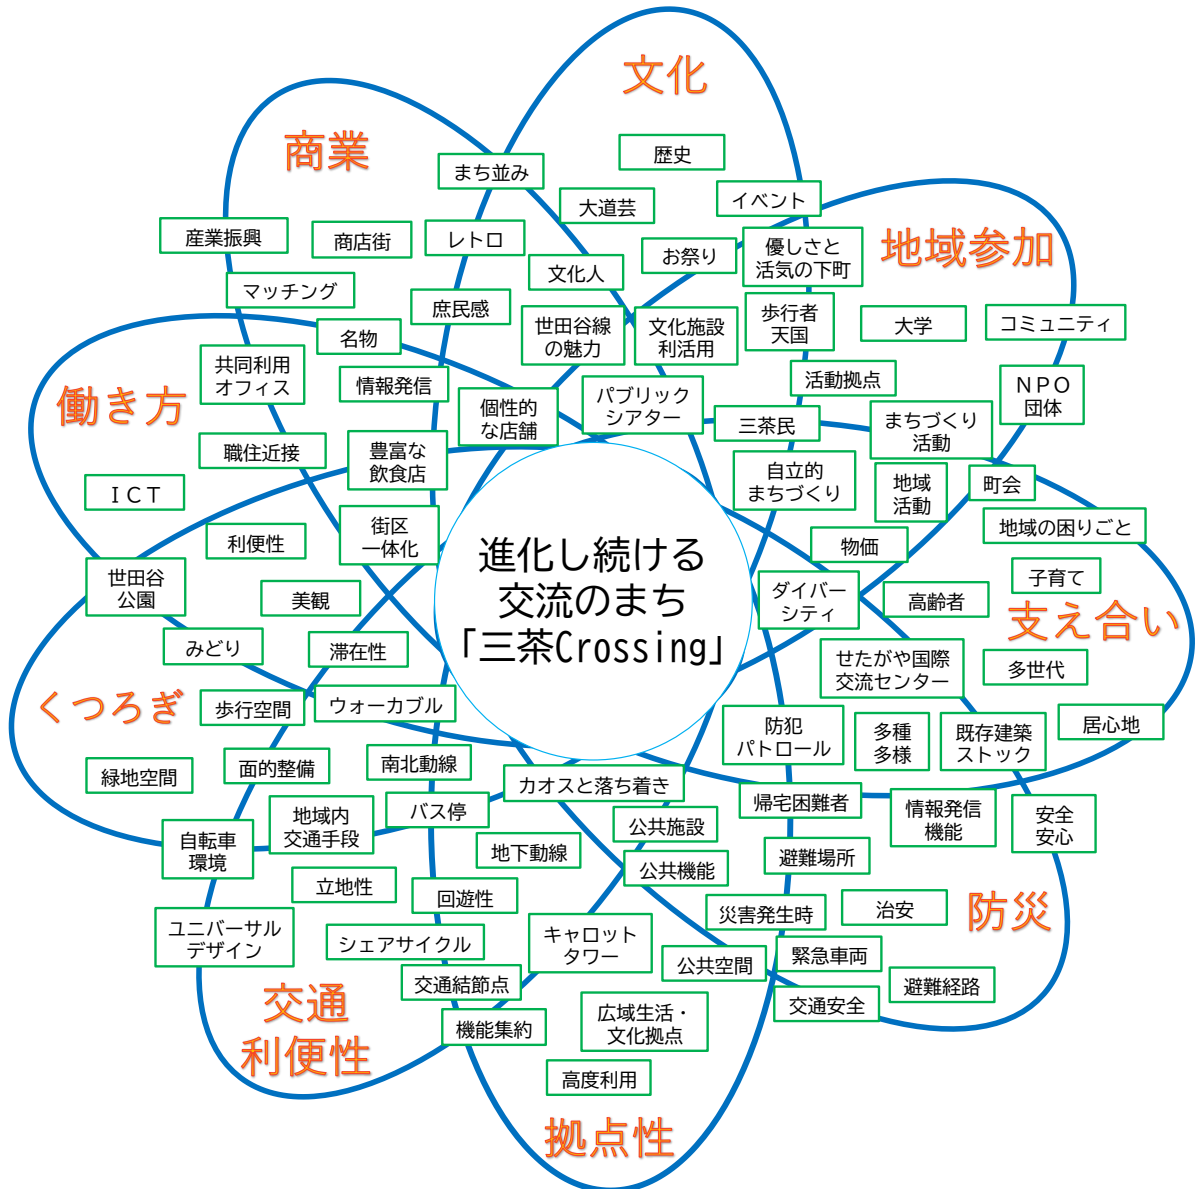 文化
商業
歴史
まち並み
イベント
大道芸
産業振興
商店街
レトロ
優しさと
活気の下町
地域参加
お祭り
文化人
マッチング
庶民感
歩行者
天国
大学
コミュニティ
名物
世田谷線
の魅力
文化施設
利活用
共同利用
オフィス
情報発信
活動拠点
NPO
団体
働き方
個性的
な店舗
パブリック
シアター
三茶民
まちづくり
活動
職住近接
豊富な
飲食店
自立的
まちづくり
地域
活動
町会
ICT
地域の困りごと
街区
一体化
利便性
物価
進化し続ける
交流のまち
「三茶Crossing」
世田谷
公園
美観
ダイバー
シティ
高齢者
子育て
支え合い
みどり
滞在性
せたがや国際
交流センター
多世代
くつろぎ
歩行空間
ウォーカブル
防犯
パトロール
多種
多様
既存建築
ストック
居心地
緑地空間
面的整備
南北動線
カオスと落ち着き
帰宅困難者
情報発信
機能
安全
安心
自転車
環境
地域内
交通手段
バス停
公共施設
地下動線
避難場所
公共機能
立地性
回遊性
災害発生時
治安
防災
ユニバーサル
デザイン
シェアサイクル
キャロット
タワー
公共空間
緊急車両
交通結節点
避難経路
交通安全
交通
利便性
機能集約
広域生活・
文化拠点
高度利用
拠点性